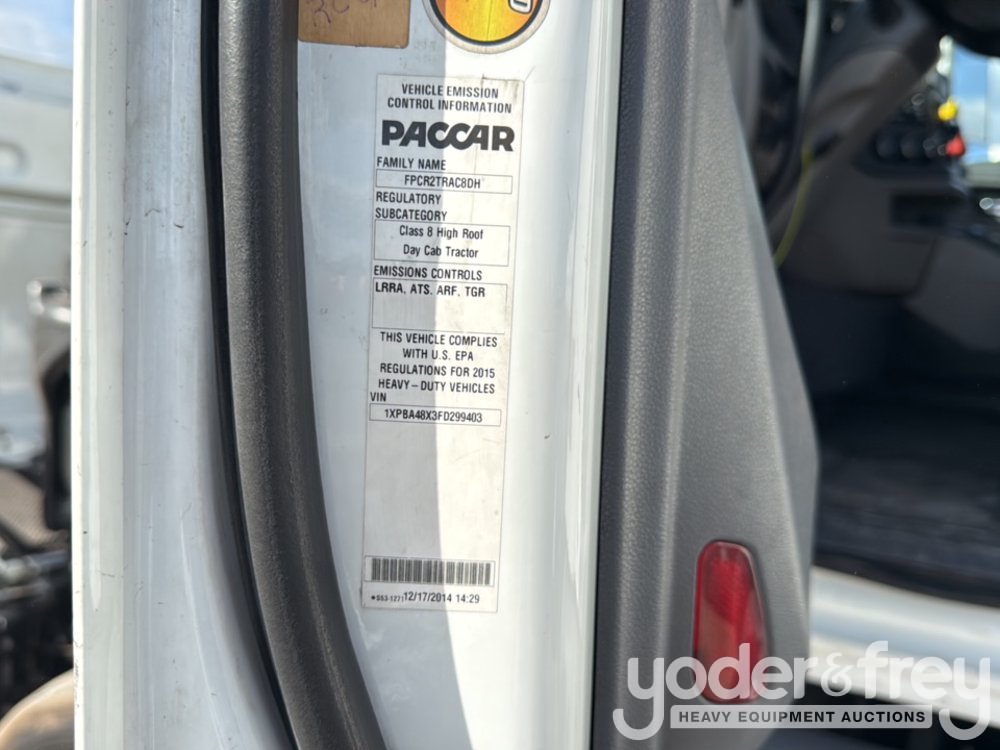 VEHICLE EMISSION
CONTROL INFORMATION
PACCAR
FAMILY NAME
FPCR2TRAC8DH
REGULATORY
SUBCATEGORY
Class 8 High Roof
Day Cab Tractor
EMISSIONS CONTROLS
LRRA, ATS, ARF, TGR
THIS VEHICLE COMPLIES
WITH U.S. EPA
REGULATIONS FOR 2015
HEAVY-DUTY VEHICLES
VIN
1XPBA48X3FD299403
*S53-1271 12/17/2014 14:29
yoder&frey
HEAVY EQUIPMENT AUCTIONS